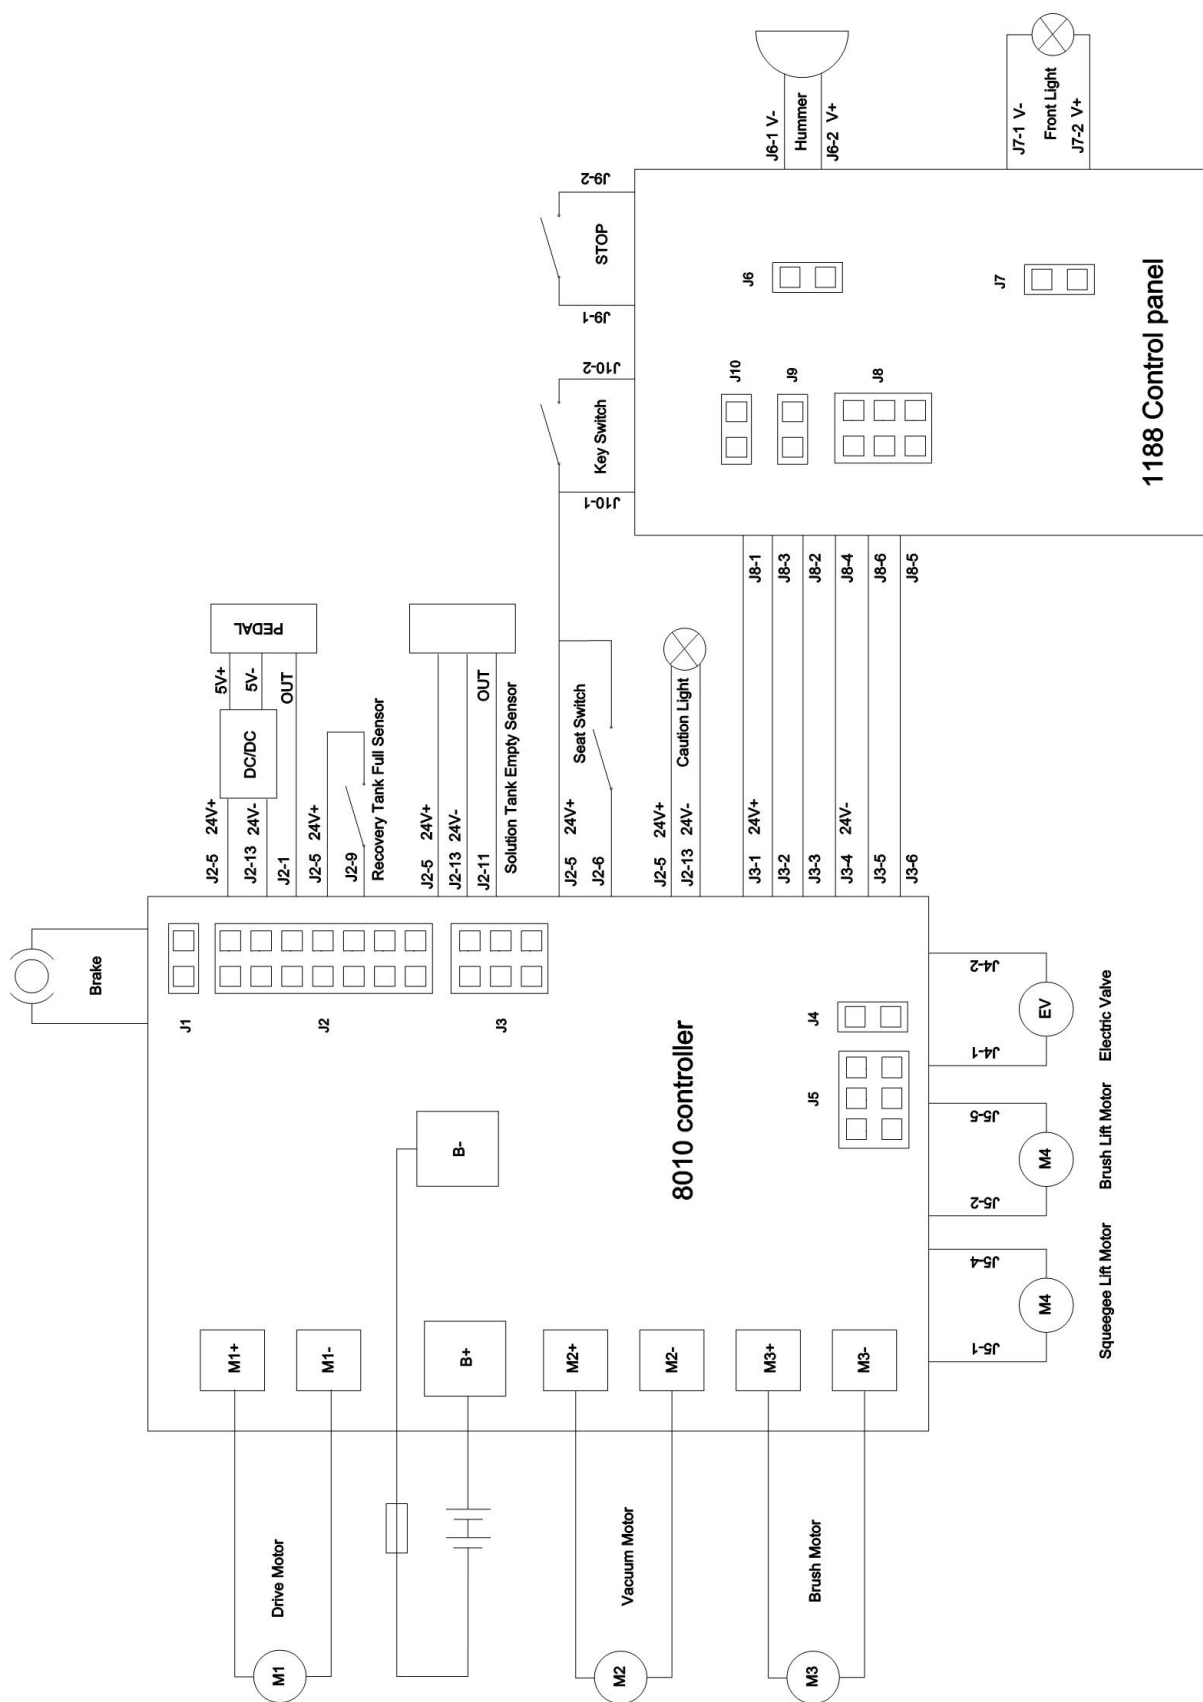 J6-1 V-
Hummer
J6-2 V+
J7-1 V-
Front Light
J7-2 V+
J9-2
STOP
J9-1
J10-2
Key Switch
J10-1
J6
J7
J10
J9
J8
1188 Control panel
J8-1
J8-3
J8-2
J8-4
J8-6
J8-5
PEDAL
5V+
5V-
OUT
DC/DC
J2-5 24V+
J2-13 24V-
J2-1
J2-5 24V+
J2-9
Recovery Tank Full Sensor
J2-5 24V+
J2-13 24V-
J2-11
OUT
Solution Tank Empty Sensor
J2-5 24V+
Seat Switch
J2-6
J2-5 24V+
Caution Light
J2-13 24V-
J3-1 24V+
J3-2
J3-3
J3-4 24V-
J3-5
J3-6
Brake
J1
J2
J3
J4
J5
8010 controller
B-
B+
M1+
M1-
M2+
M2-
M3+
M3-
J4-2
EV
J4-1
Electric Valve
J5-5
M4
J5-2
Brush Lift Motor
J5-4
M4
J5-1
Squeegee Lift Motor
Drive Motor
M1
Vacuum Motor
M2
Brush Motor
M3